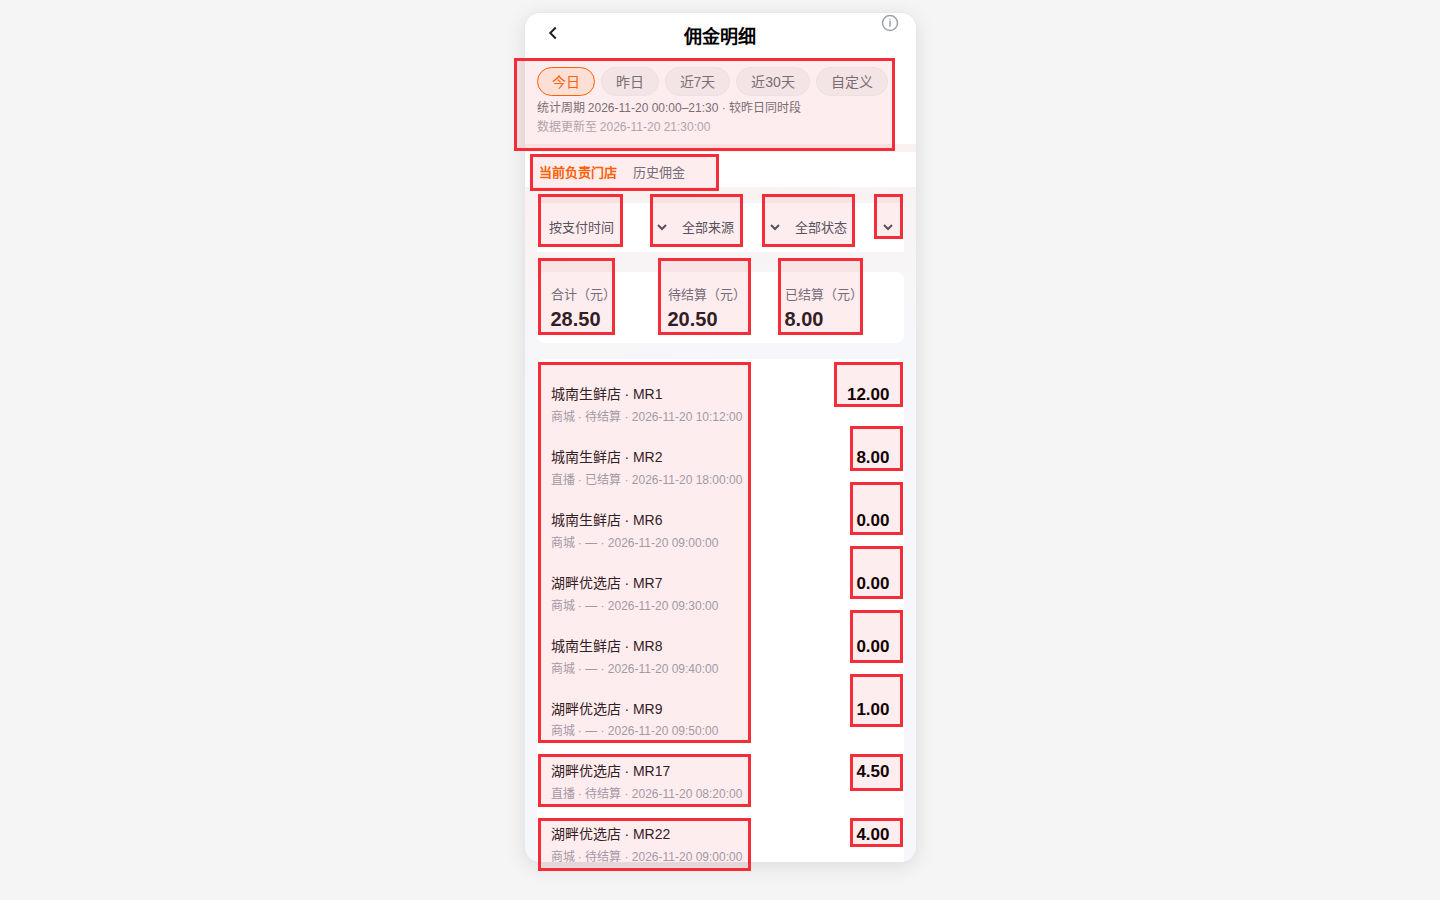 佣金明细
今日 昨日 近7天 近30天 自定义
统计周期 2026-11-20 00:00–21:30 · 较昨日同时段
数据更新至 2026-11-20 21:30:00
当前负责门店 历史佣金
按支付时间 全部来源 全部状态
合计（元） 待结算（元） 已结算（元）
28.50 20.50 8.00
城南生鲜店 · MR1 12.00
商城 · 待结算 · 2026-11-20 10:12:00
城南生鲜店 · MR2 8.00
直播 · 已结算 · 2026-11-20 18:00:00
城南生鲜店 · MR6 0.00
商城 · — · 2026-11-20 09:00:00
湖畔优选店 · MR7 0.00
商城 · — · 2026-11-20 09:30:00
城南生鲜店 · MR8 0.00
商城 · — · 2026-11-20 09:40:00
湖畔优选店 · MR9 1.00
商城 · — · 2026-11-20 09:50:00
湖畔优选店 · MR17 4.50
直播 · 待结算 · 2026-11-20 08:20:00
湖畔优选店 · MR22 4.00
商城 · 待结算 · 2026-11-20 09:00:00